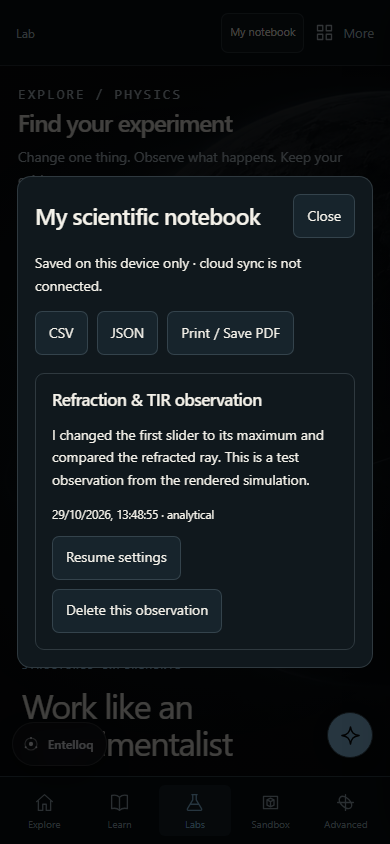 Lab
My notebook
More
EXPLORE / PHYSICS
Find your experiment
Change one thing. Observe what happens. Keep your
My scientific notebook
Close
Saved on this device only · cloud sync is not
connected.
CSV
JSON
Print / Save PDF
Refraction & TIR observation
I changed the first slider to its maximum and
compared the refracted ray. This is a test
observation from the rendered simulation.
29/10/2026, 13:48:55 · analytical
Resume settings
Delete this observation
Work like an
mentalist
Entelloq
Explore
Learn
Labs
Sandbox
Advanced